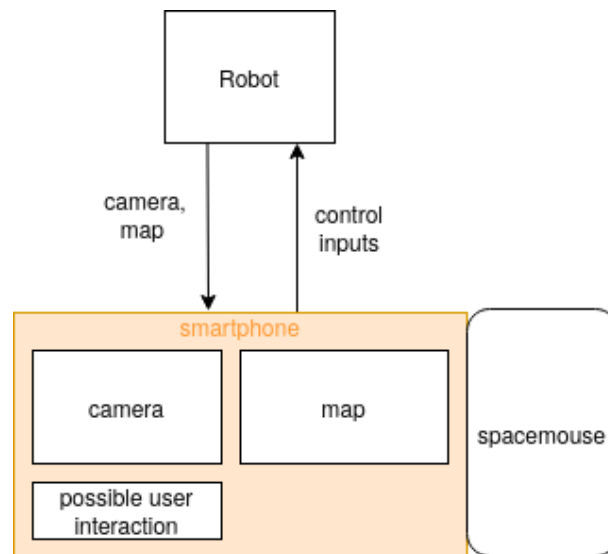 Robot
camera,
map
control
inputs
smartphone
camera
map
spacemouse
possible user
interaction